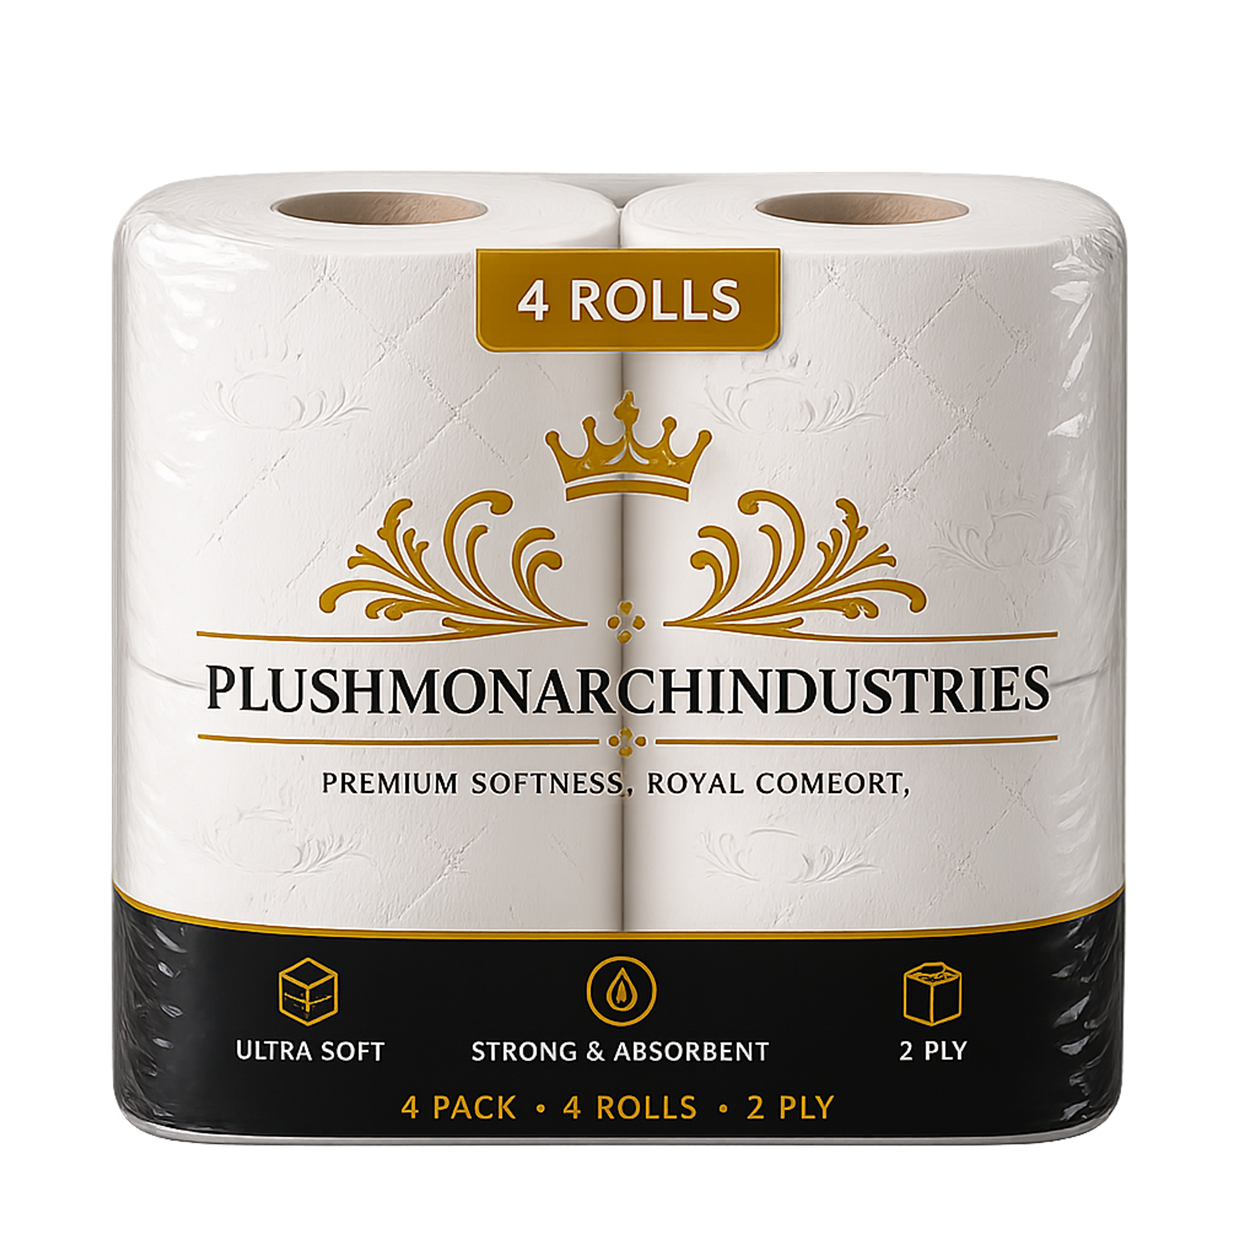 4 ROLLS
PLUSHMONARCHINDUSTRIES
PREMIUM SOFTNESS, ROYAL COMEORT,
ULTRA SOFT
STRONG & ABSORBENT
2 PLY
4 PACK • 4 ROLLS • 2 PLY